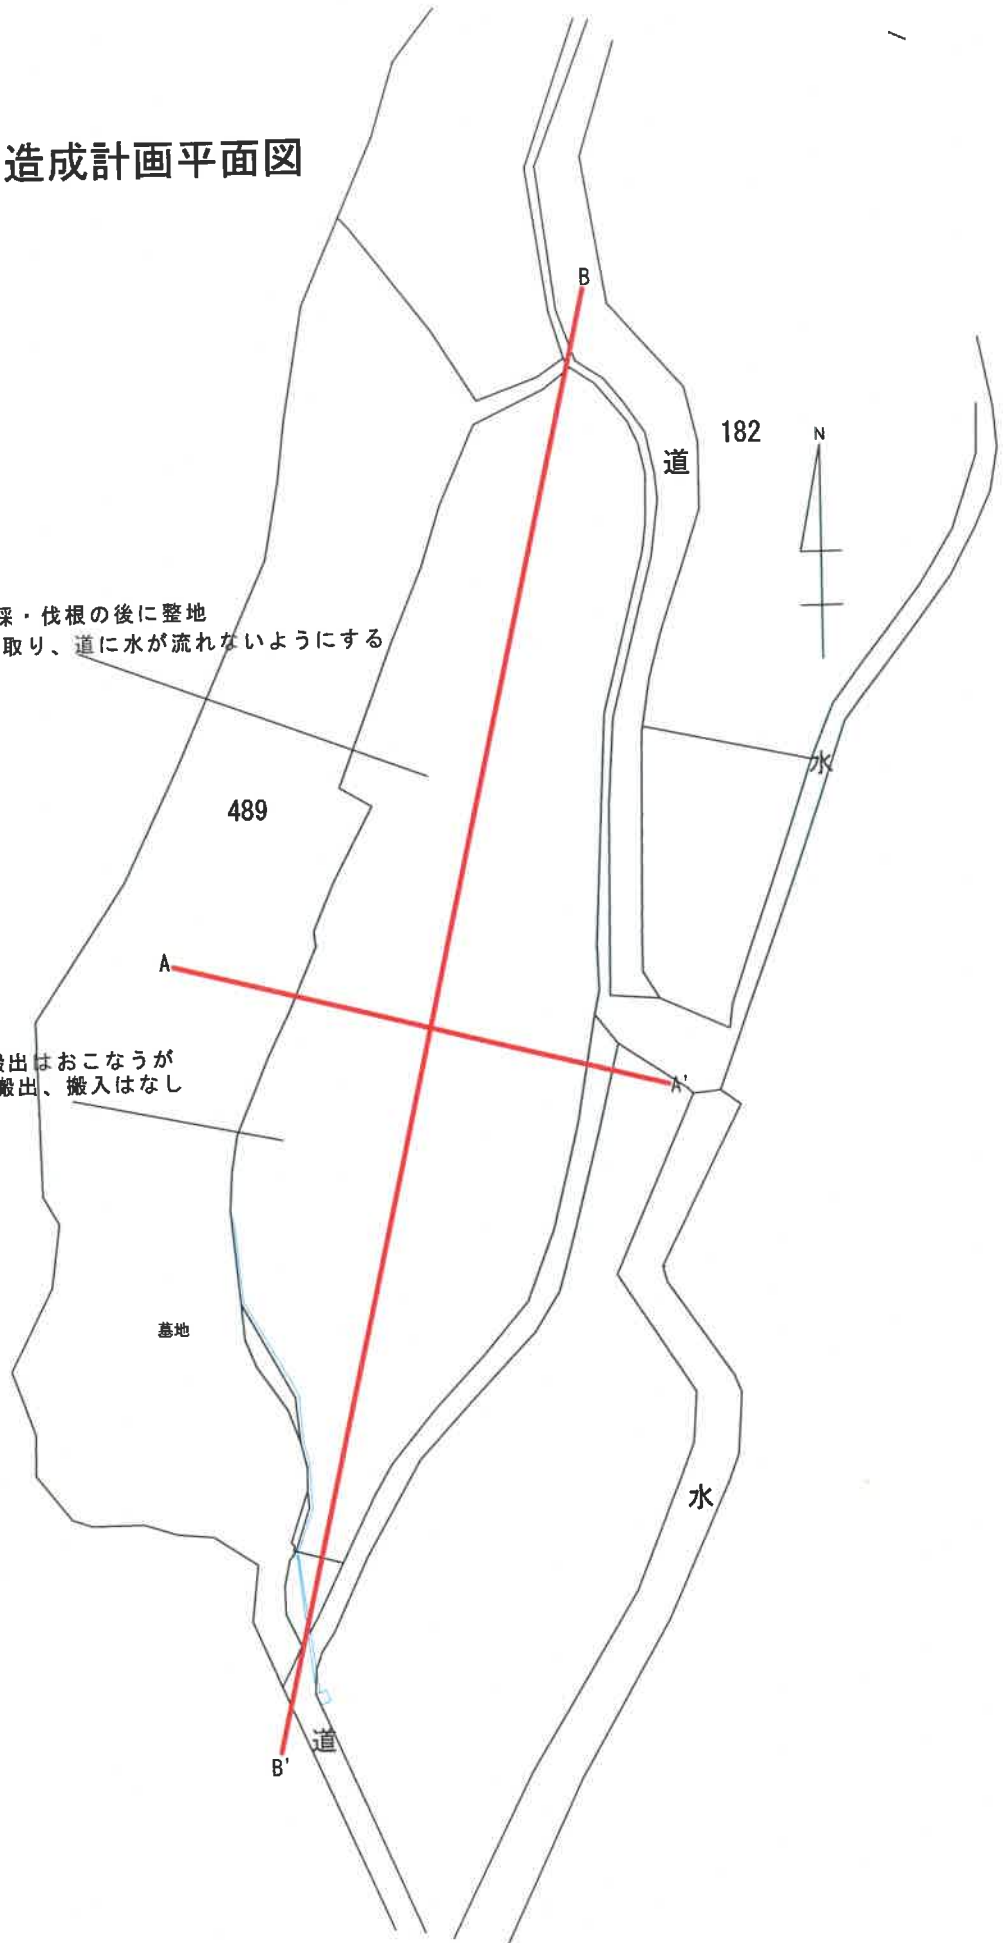 造成計画平面図
B
182
N
道
採・伐根の後に整地
取り、道に水が流れないようにする
水
489
A
搬出はおこなうが
搬出、搬入はなし
A'
墓地
水
道
B'